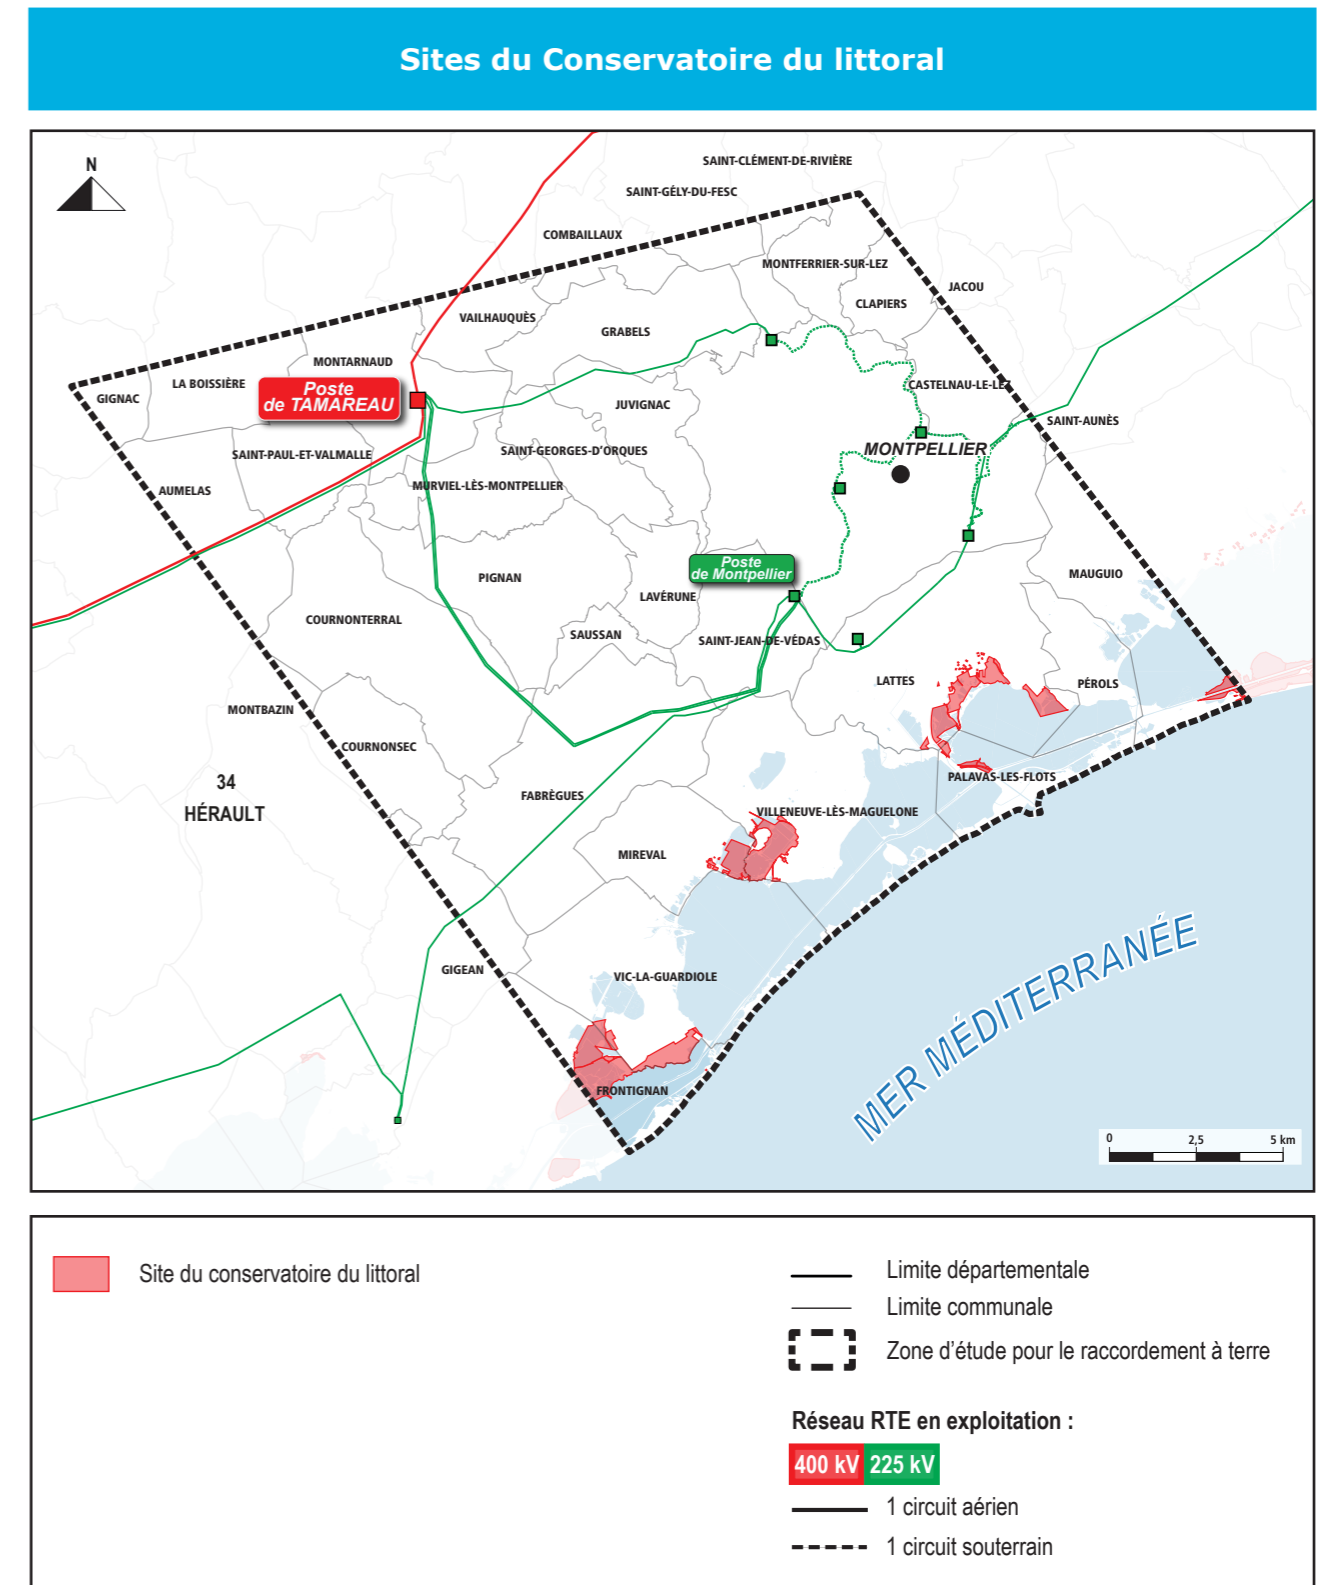 Sites du Conservatoire du littoral
N
SAINT-CLÉMENT-DE-RIVIÈRE
SAINT-GÉLY-DU-FESC
COMBAILLAUX
MONTFERRIER-SUR-LEZ
JACOU
CLAPIERS
VAILHAUQUÈS
GRABELS
MONTARNAUD
LA BOISSIÈRE
CASTELNAU-LE-LEZ
GIGNAC
Poste
de TAMAREAU
JUVIGNAC
SAINT-AUNÈS
SAINT-PAUL-ET-VALMALLE
SAINT-GEORGES-D'ORQUES
MONTPELLIER
MURVIEL-LÈS-MONTPELLIER
AUMELAS
Poste
de Montpellier
MAUGUIO
PIGNAN
LAVÉRUNE
COURNONTERRAL
SAUSSAN
SAINT-JEAN-DE-VÉDAS
LATTES
PÉROLS
MONTBAZIN
COURNONSEC
PALAVAS-LES-FLOTS
34
HÉRAULT
FABRÈGUES
VILLENEUVE-LÈS-MAGUELONE
MIREVAL
GIGEAN
VIC-LA-GUARDIOLE
MER MÉDITERRANÉE
FRONTIGNAN
0 2,5 5 km
Site du conservatoire du littoral
Limite départementale
Limite communale
Zone d'étude pour le raccordement à terre
Réseau RTE en exploitation :
400 kV 225 kV
1 circuit aérien
1 circuit souterrain